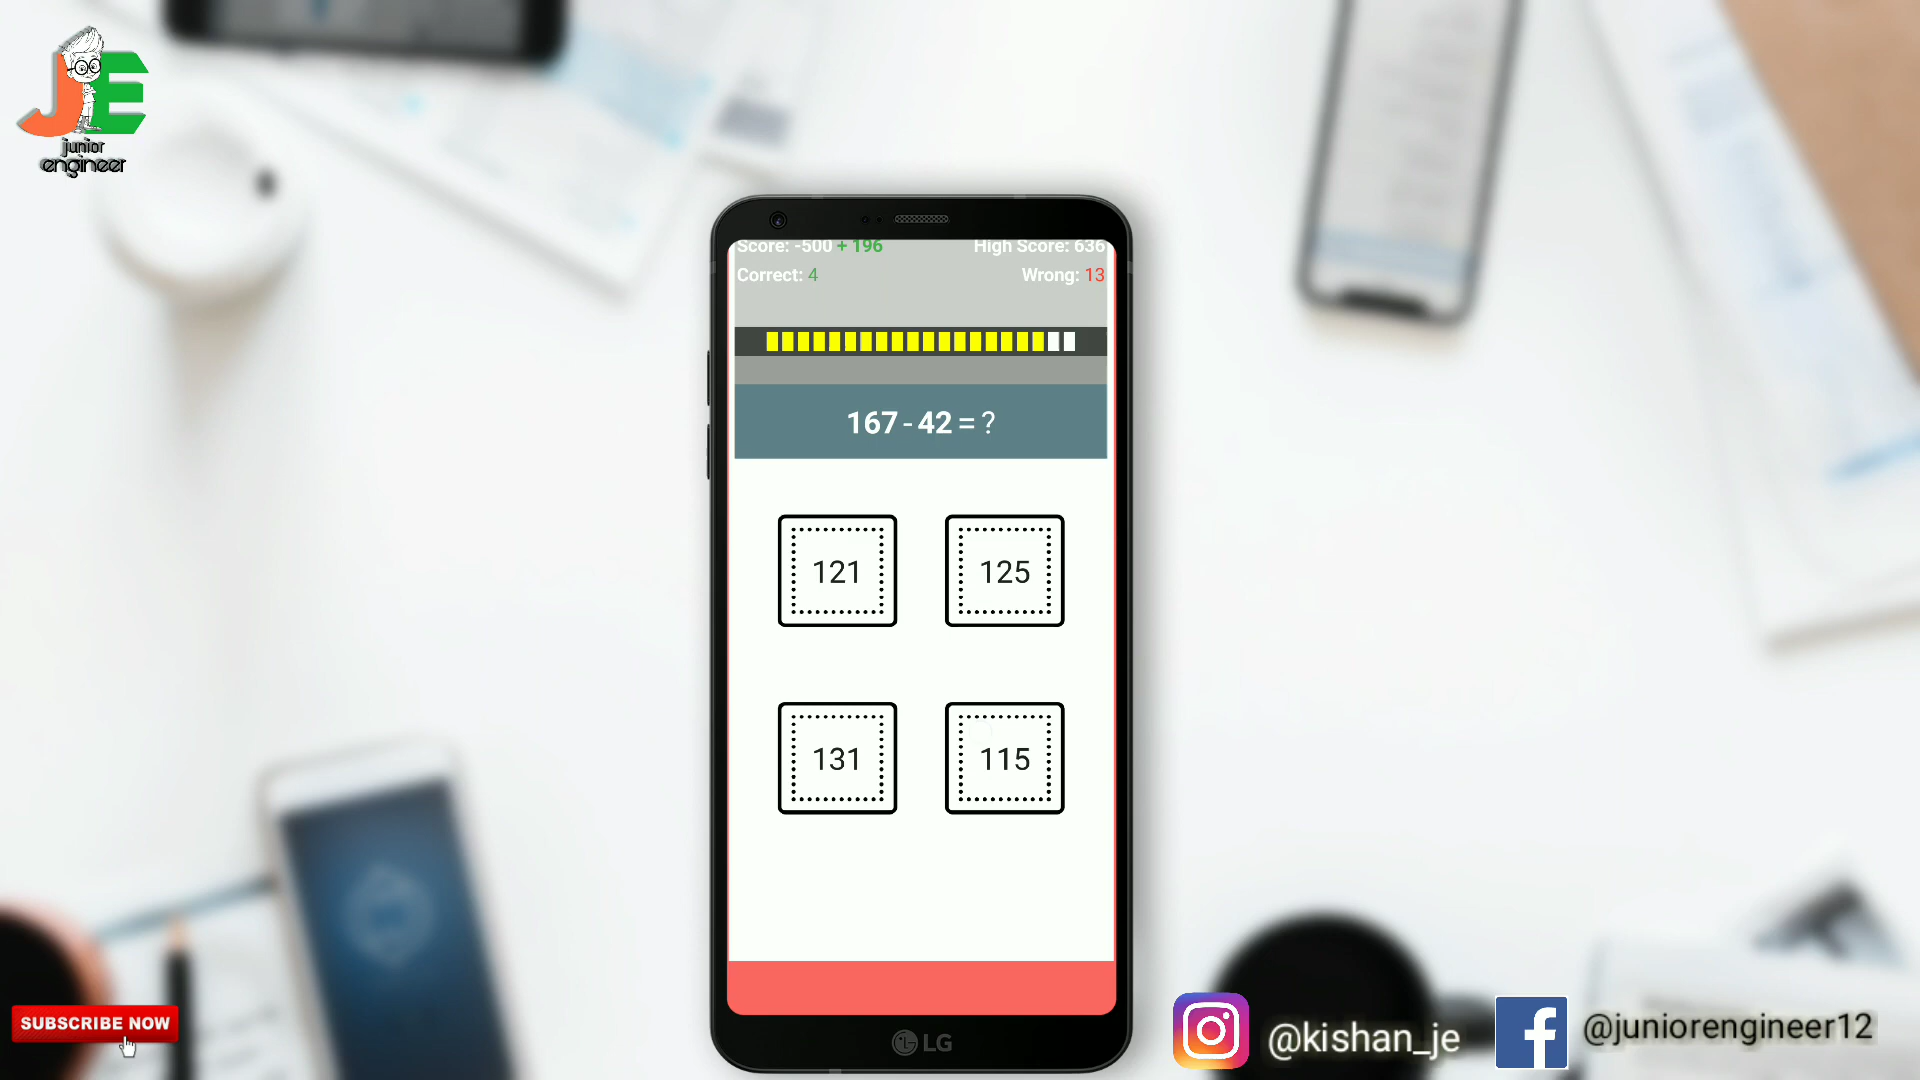 JE
junior
engineer
Score: -500 + 196
High Score: 636
Correct: 4
Wrong: 13
167 - 42 = ?
121
125
131
115
LG
SUBSCRIBE NOW
@kishan_je
@juniorengineer12